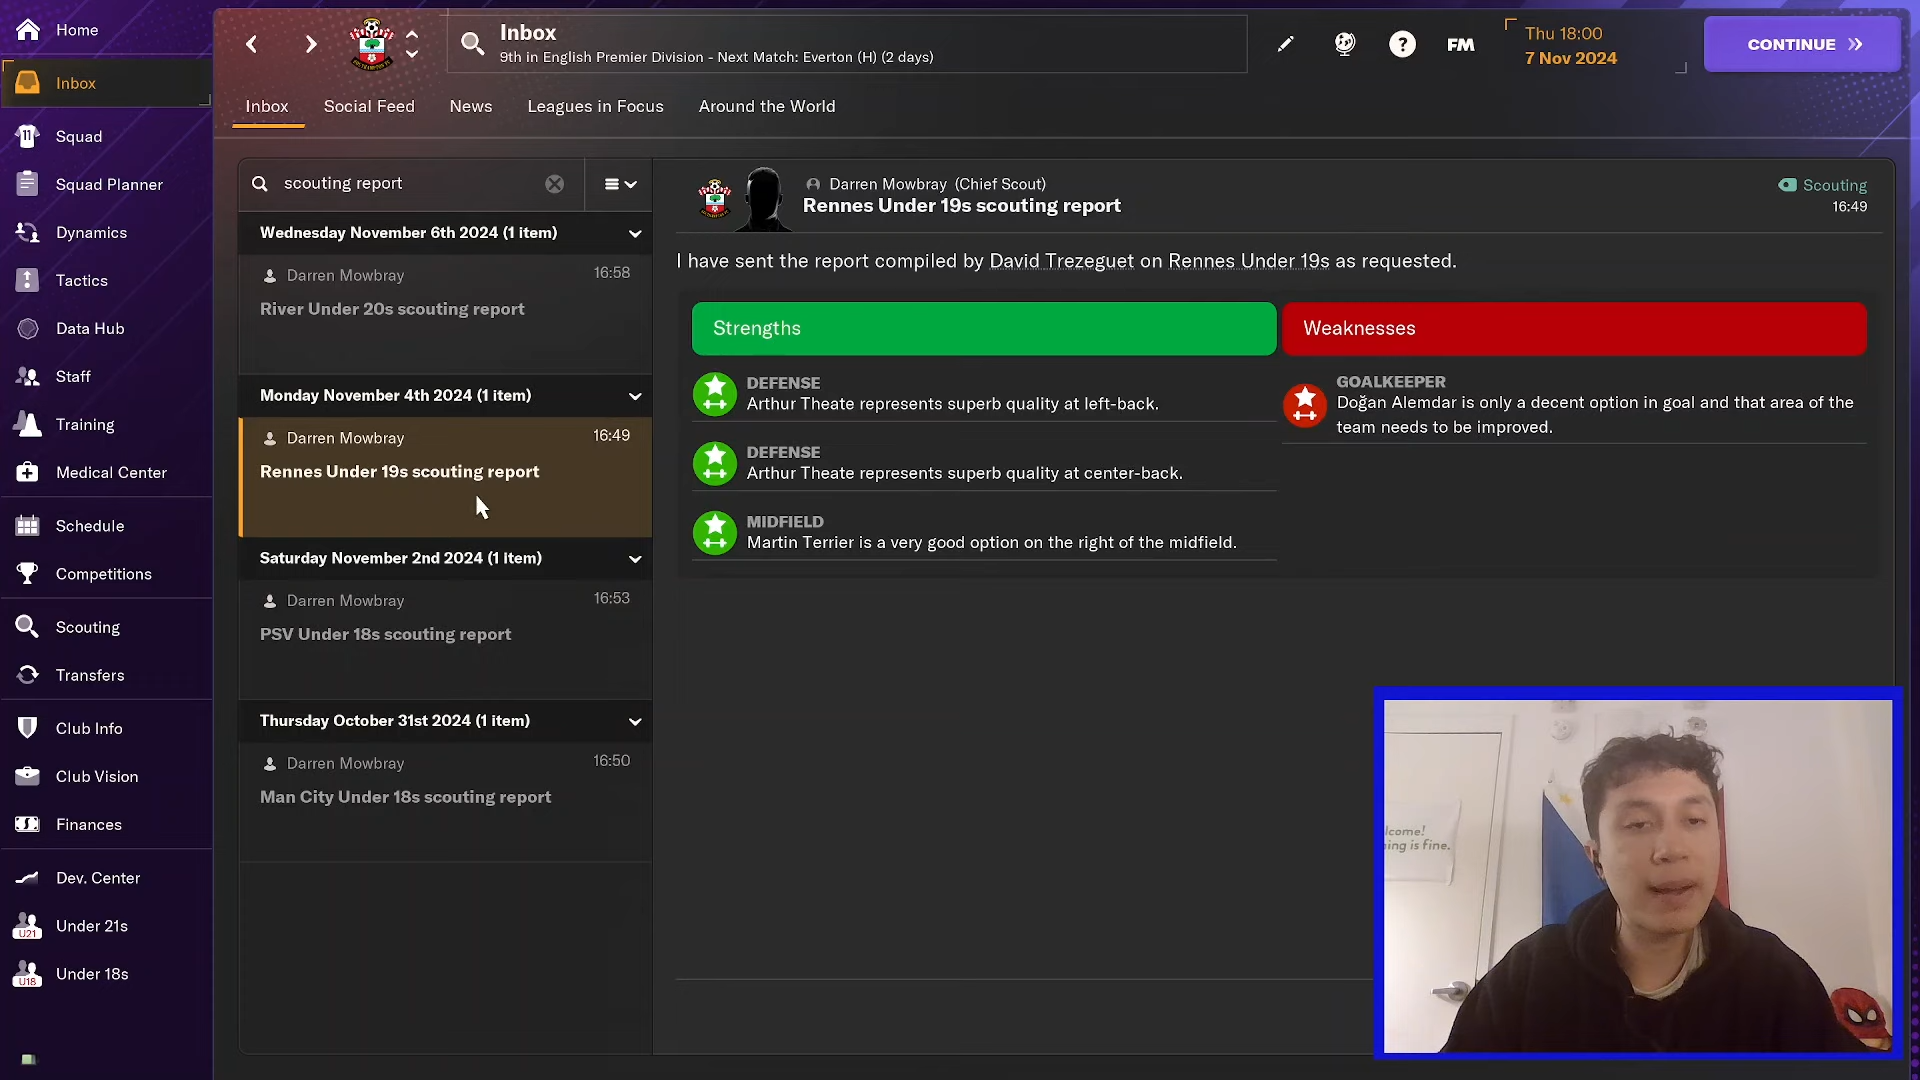 Home
Inbox
Squad
Squad Planner
Dynamics
Tactics
Data Hub
Staff
Training
Medical Center
Schedule
Competitions
Scouting
Transfers
Club Info
Club Vision
Finances
Dev. Center
U21
Under 21s
U18
Under 18s
Inbox
9th in English Premier Division - Next Match: Everton (H) (2 days)
?
FM
Thu 18:00
7 Nov 2024
CONTINUE
Inbox
Social Feed
News
Leagues in Focus
Around the World
scouting report
Wednesday November 6th 2024 (1 item)
Darren Mowbray
16:58
River Under 20s scouting report
Monday November 4th 2024 (1 item)
Darren Mowbray
16:49
Rennes Under 19s scouting report
Saturday November 2nd 2024 (1 item)
Darren Mowbray
16:53
PSV Under 18s scouting report
Thursday October 31st 2024 (1 item)
Darren Mowbray
16:50
Man City Under 18s scouting report
Darren Mowbray (Chief Scout)
Rennes Under 19s scouting report
Scouting
16:49
I have sent the report compiled by David Trezeguet on Rennes Under 19s as requested.
Strengths
DEFENSE
Arthur Theate represents superb quality at left-back.
DEFENSE
Arthur Theate represents superb quality at center-back.
MIDFIELD
Martin Terrier is a very good option on the right of the midfield.
Weaknesses
GOALKEEPER
Doğan Alemdar is only a decent option in goal and that area of the
team needs to be improved.
lcome!
ing is fine.